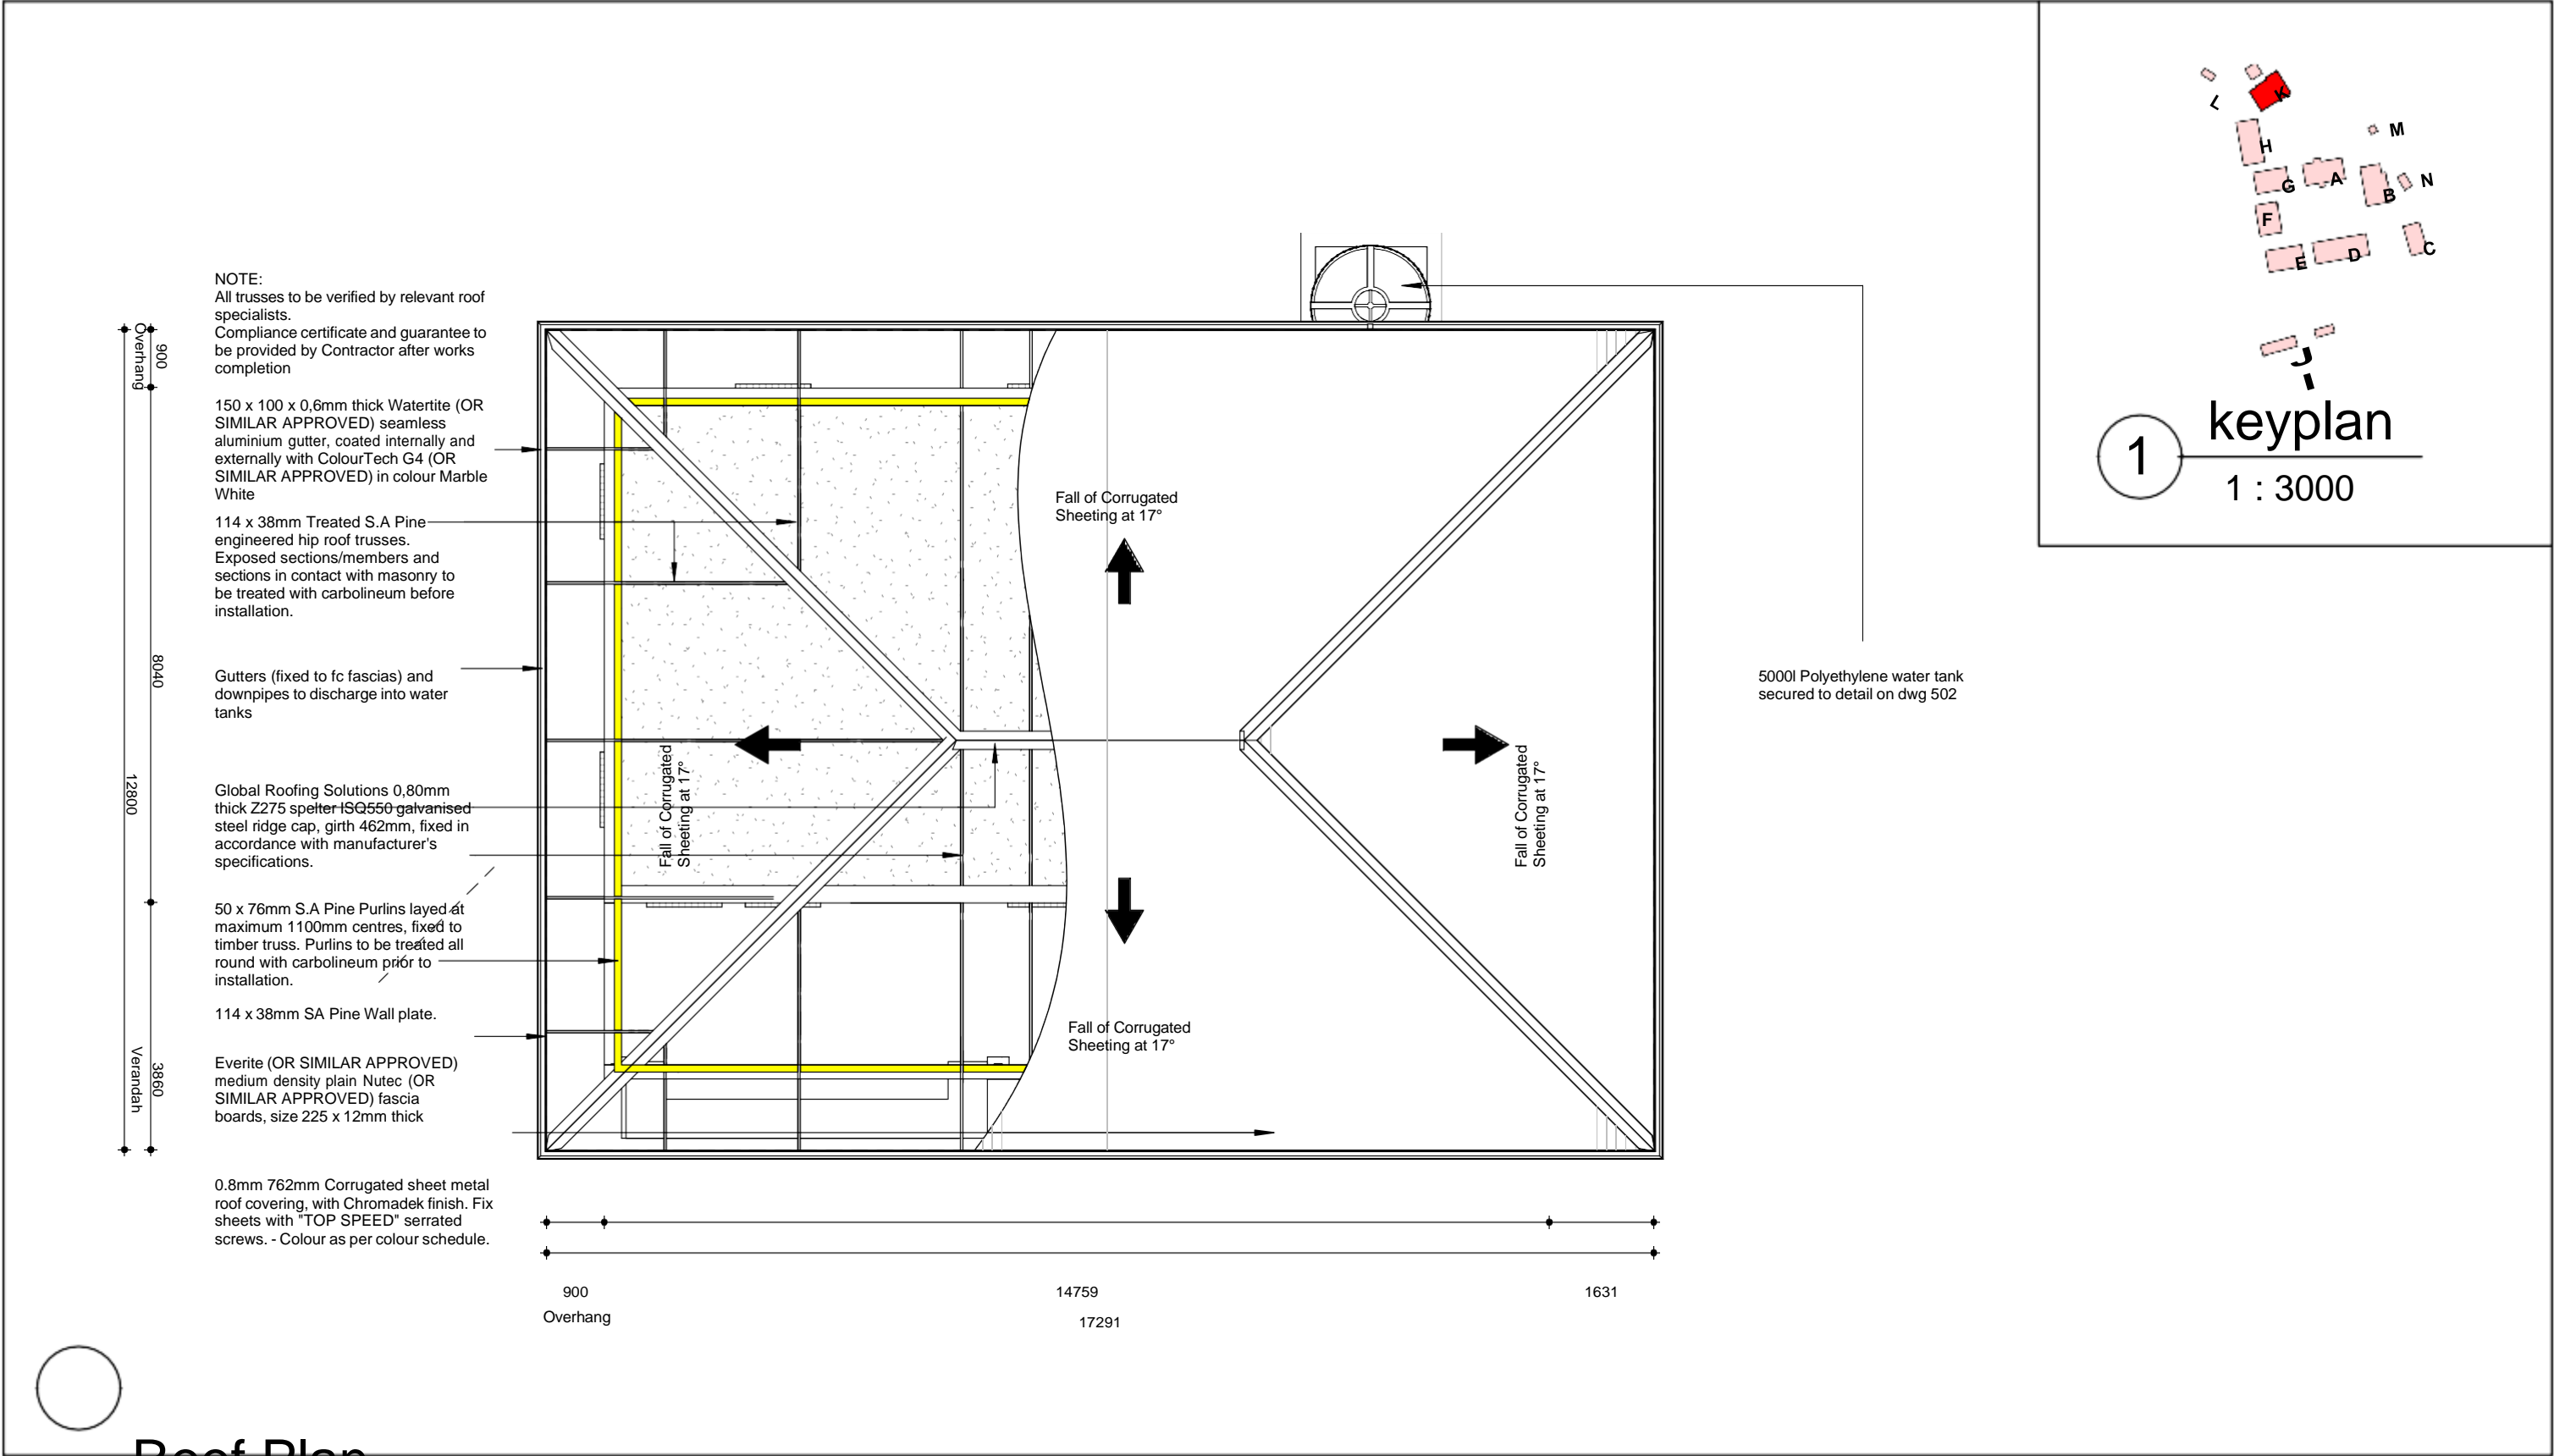 NOTE:
All trusses to be verified by relevant roof
specialists.
Compliance certificate and guarantee to
be provided by Contractor after works
completion
150 x 100 x 0,6mm thick Watertite (OR
SIMILAR APPROVED) seamless
aluminium gutter, coated internally and
externally with ColourTech G4 (OR
SIMILAR APPROVED) in colour Marble
White
114 x 38mm Treated S.A Pine
engineered hip roof trusses.
Exposed sections/members and
sections in contact with masonry to
be treated with carbolineum before
installation.
Gutters (fixed to fc fascias) and
downpipes to discharge into water
tanks
Global Roofing Solutions 0,80mm
thick Z275 spelter ISQ550 galvanised
steel ridge cap, girth 462mm, fixed in
accordance with manufacturer's
specifications.
50 x 76mm S.A Pine Purlins layed at
maximum 1100mm centres, fixed to
timber truss. Purlins to be treated all
round with carbolineum prior to
installation.
114 x 38mm SA Pine Wall plate.
Everite (OR SIMILAR APPROVED)
medium density plain Nutec (OR
SIMILAR APPROVED) fascia
boards, size 225 x 12mm thick
0.8mm 762mm Corrugated sheet metal
roof covering, with Chromadek finish. Fix
sheets with "TOP SPEED" serrated
screws. - Colour as per colour schedule.
Overhang
900
8040
12800
3860
Verandah
Fall of Corrugated
Sheeting at 17°
Fall of Corrugated
Sheeting at 17°
Fall of Corrugated
Sheeting at 17°
Fall of Corrugated
Sheeting at 17°
5000l Polyethylene water tank
secured to detail on dwg 502
900
14759
1631
Overhang
17291
L
K
M
H
G
A
B
N
F
E
D
C
J
1
keyplan
1 : 3000
Roof Plan